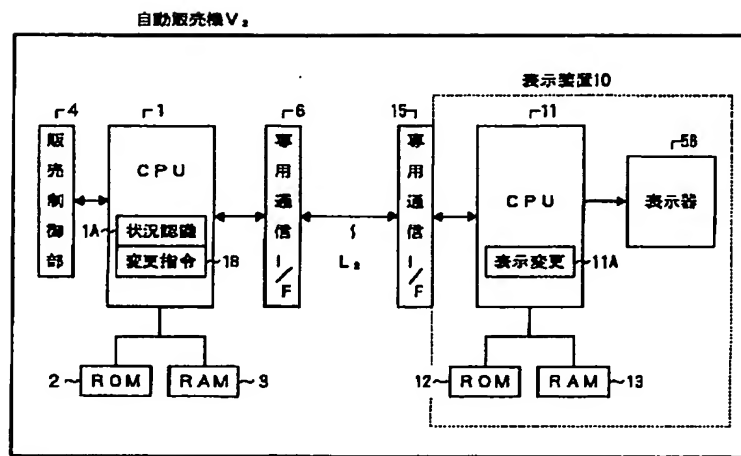 自動販売機V₂
表示装置10
4
1
6
15
11
5B
販売制御部
CPU
専用通信I/F
専用通信I/F
CPU
表示器
1A
状況認識
変更指令
1B
L₂
表示変更
11A
2
ROM
RAM
3
12
ROM
RAM
13